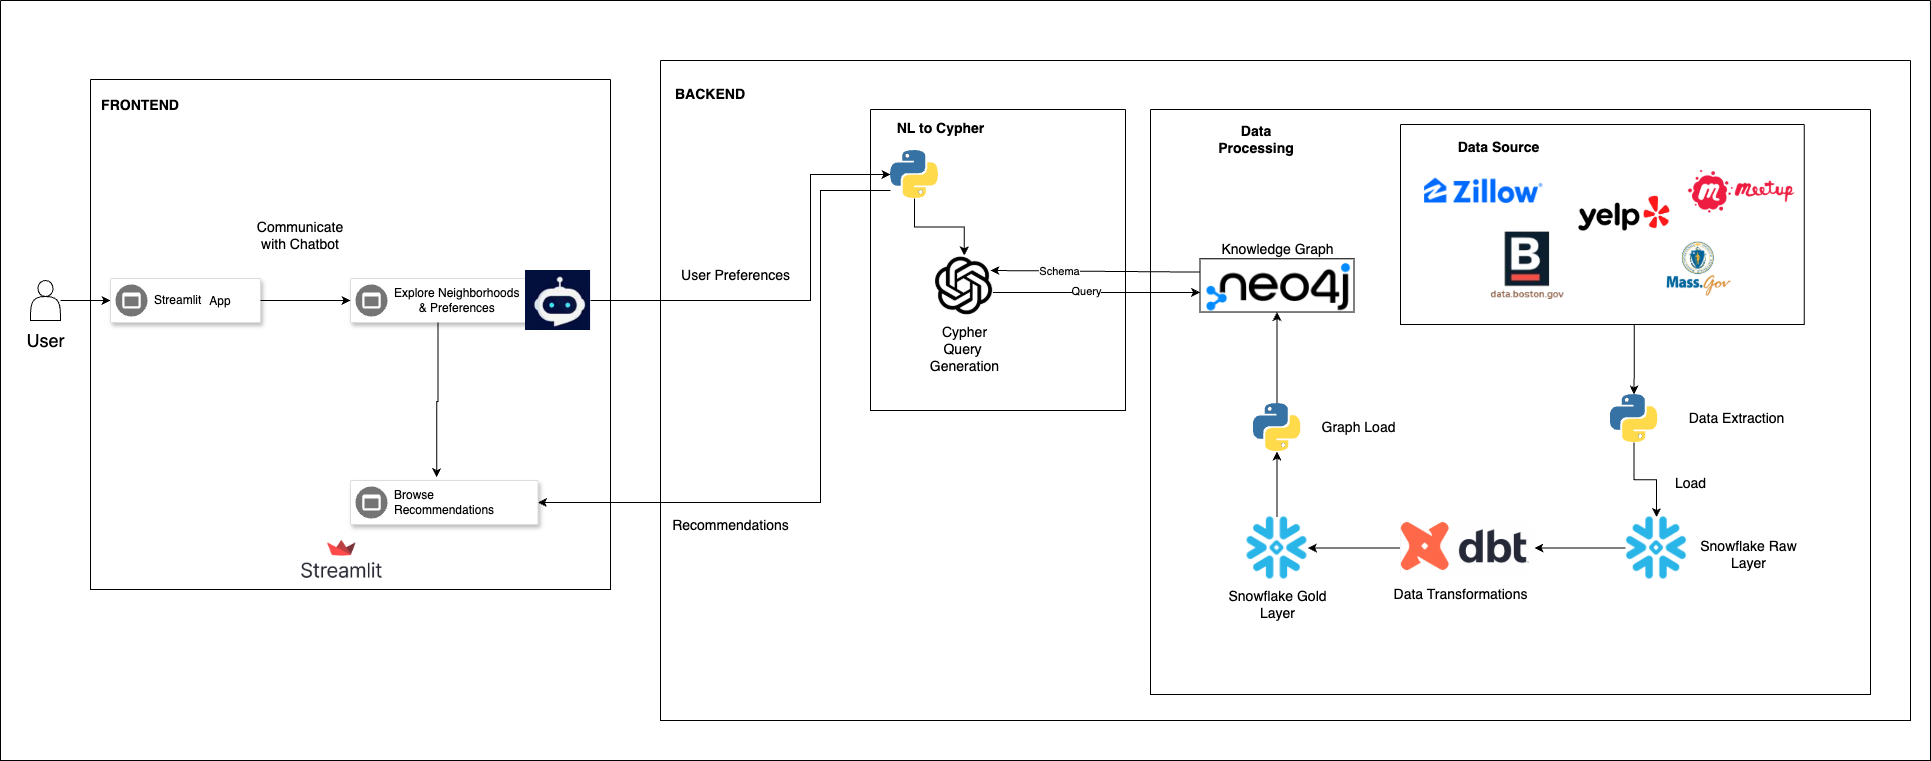 FRONTEND
Communicate
with Chatbot
User
Streamlit App
Explore Neighborhoods
& Preferences
Browse
Recommendations
Streamlit
BACKEND
User Preferences
Recommendations
NL to Cypher
Cypher
Query
Generation
Schema
Query
Data
Processing
Knowledge Graph
neo4j
Graph Load
Snowflake Gold
Layer
Data Source
Zillow
yelp
meetup
B
data.boston.gov
Mass.Gov
Data Extraction
Load
Snowflake Raw
Layer
dbt
Data Transformations